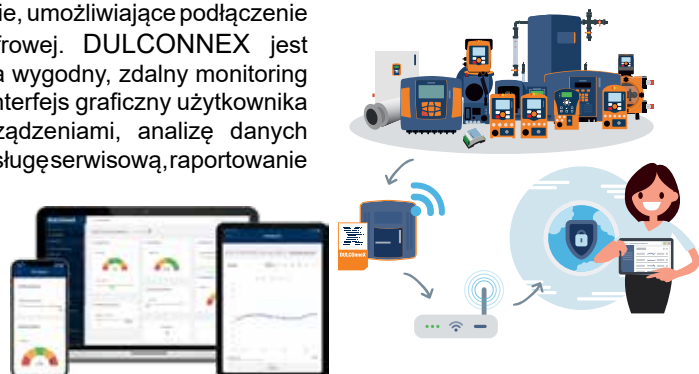 ie, umożliwiające podłączenie
frowej. DULCONNEX jest
a wygodny, zdalny monitoring
nterfejs graficzny użytkownika
ządzeniami, analizę danych
sługę serwisową, raportowanie
DULCOnneX